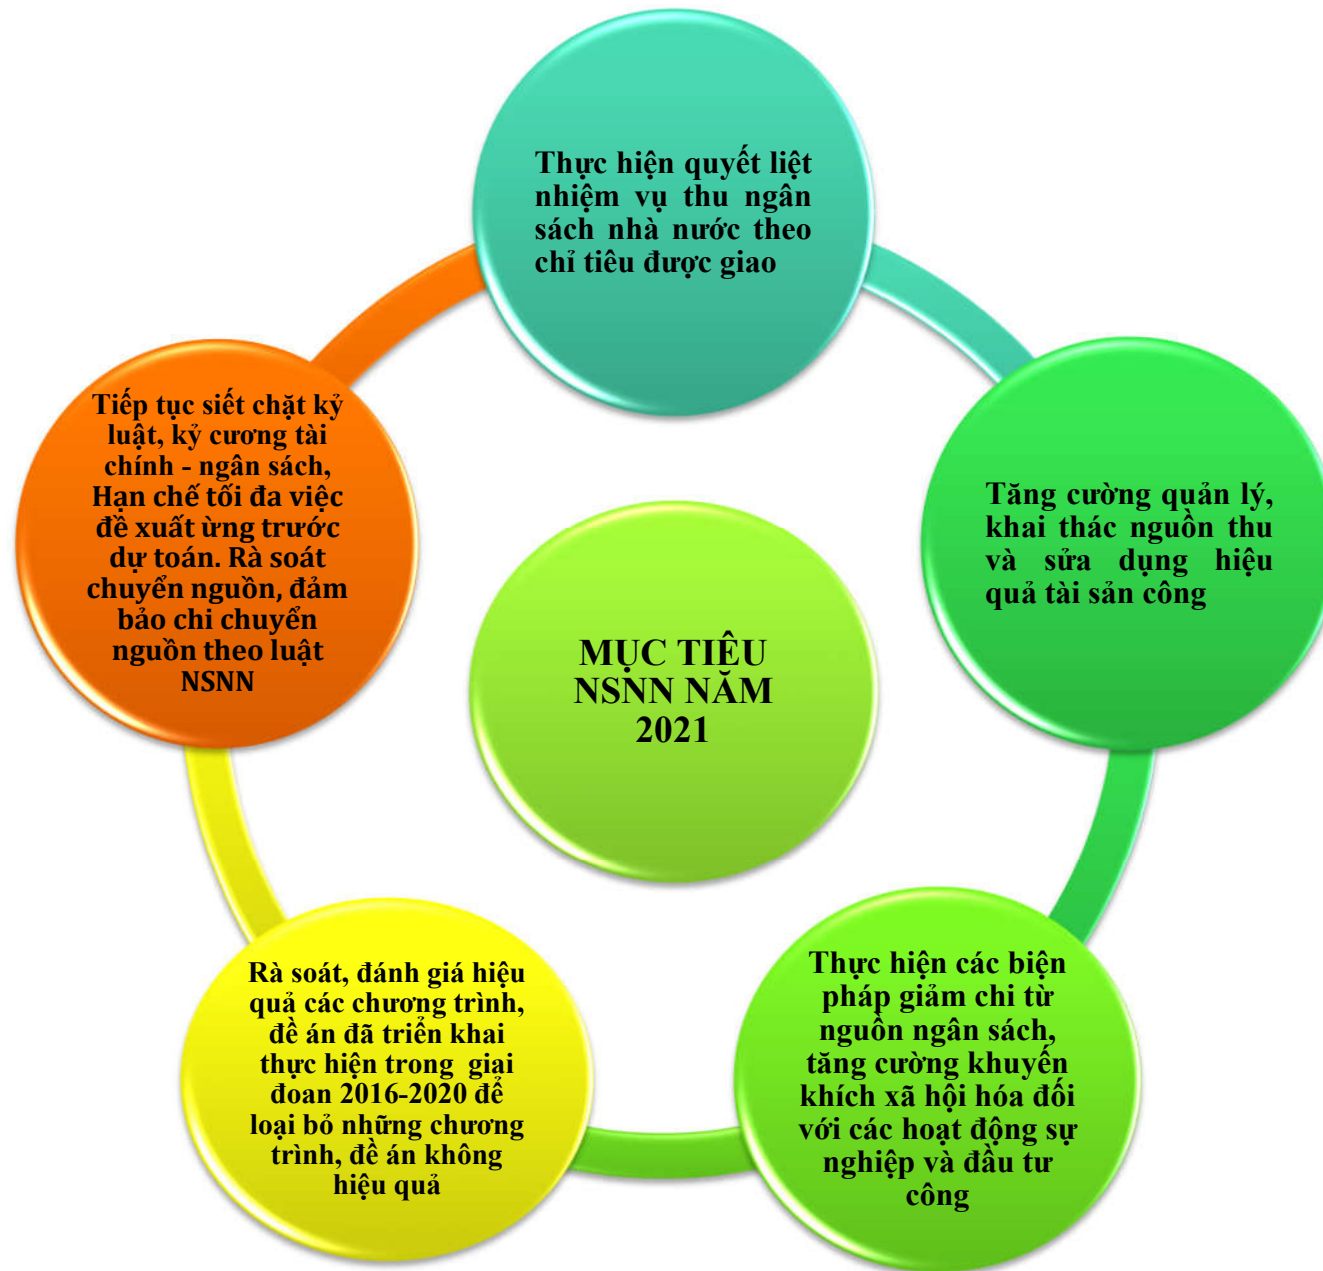 Thực hiện quyết liệt
nhiệm vụ thu ngân
sách nhà nước theo
chỉ tiêu được giao
Tăng cường quản lý,
khai thác nguồn thu
và sửa dụng hiệu
quả tài sản công
Thực hiện các biện
pháp giảm chi từ
nguồn ngân sách,
tăng cường khuyến
khích xã hội hóa đối
với các hoạt động sự
nghiệp và đầu tư
công
Rà soát, đánh giá hiệu
quả các chương trình,
đề án đã triển khai
thực hiện trong giai
đoan 2016-2020 để
loại bỏ những chương
trình, đề án không
hiệu quả
Tiếp tục siết chặt kỷ
luật, kỷ cương tài
chính - ngân sách,
Hạn chế tối đa việc
đề xuất ừng trước
dự toán. Rà soát
chuyển nguồn, đảm
bảo chi chuyển
nguồn theo luật
NSNN
MỤC TIÊU
NSNN NĂM
2021